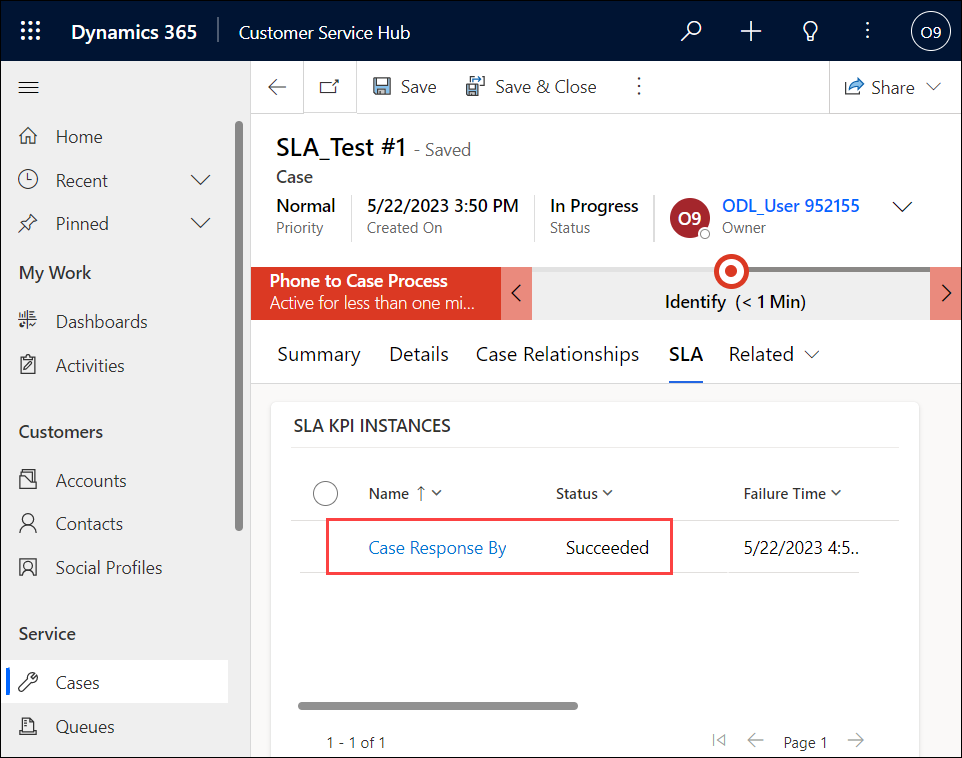 Dynamics 365 Customer Service Hub O9
Save Save & Close Share
Home
Recent
Pinned
My Work
Dashboards
Activities
Customers
Accounts
Contacts
Social Profiles
Service
Cases
Queues
SLA_Test #1 - Saved
Case
Normal 5/22/2023 3:50 PM In Progress O9 ODL_User 952155
Priority Created On Status Owner
Phone to Case Process
Active for less than one mi...
Identify (< 1 Min)
Summary Details Case Relationships SLA Related
SLA KPI INSTANCES
Name ↑ Status Failure Time
Case Response By Succeeded 5/22/2023 4:5..
1 - 1 of 1 Page 1